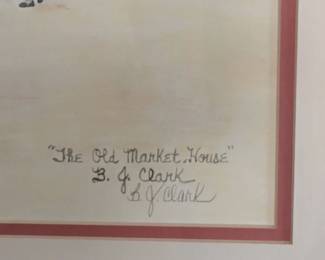 "The Old Market House"
B. J. Clark
B J. Clark